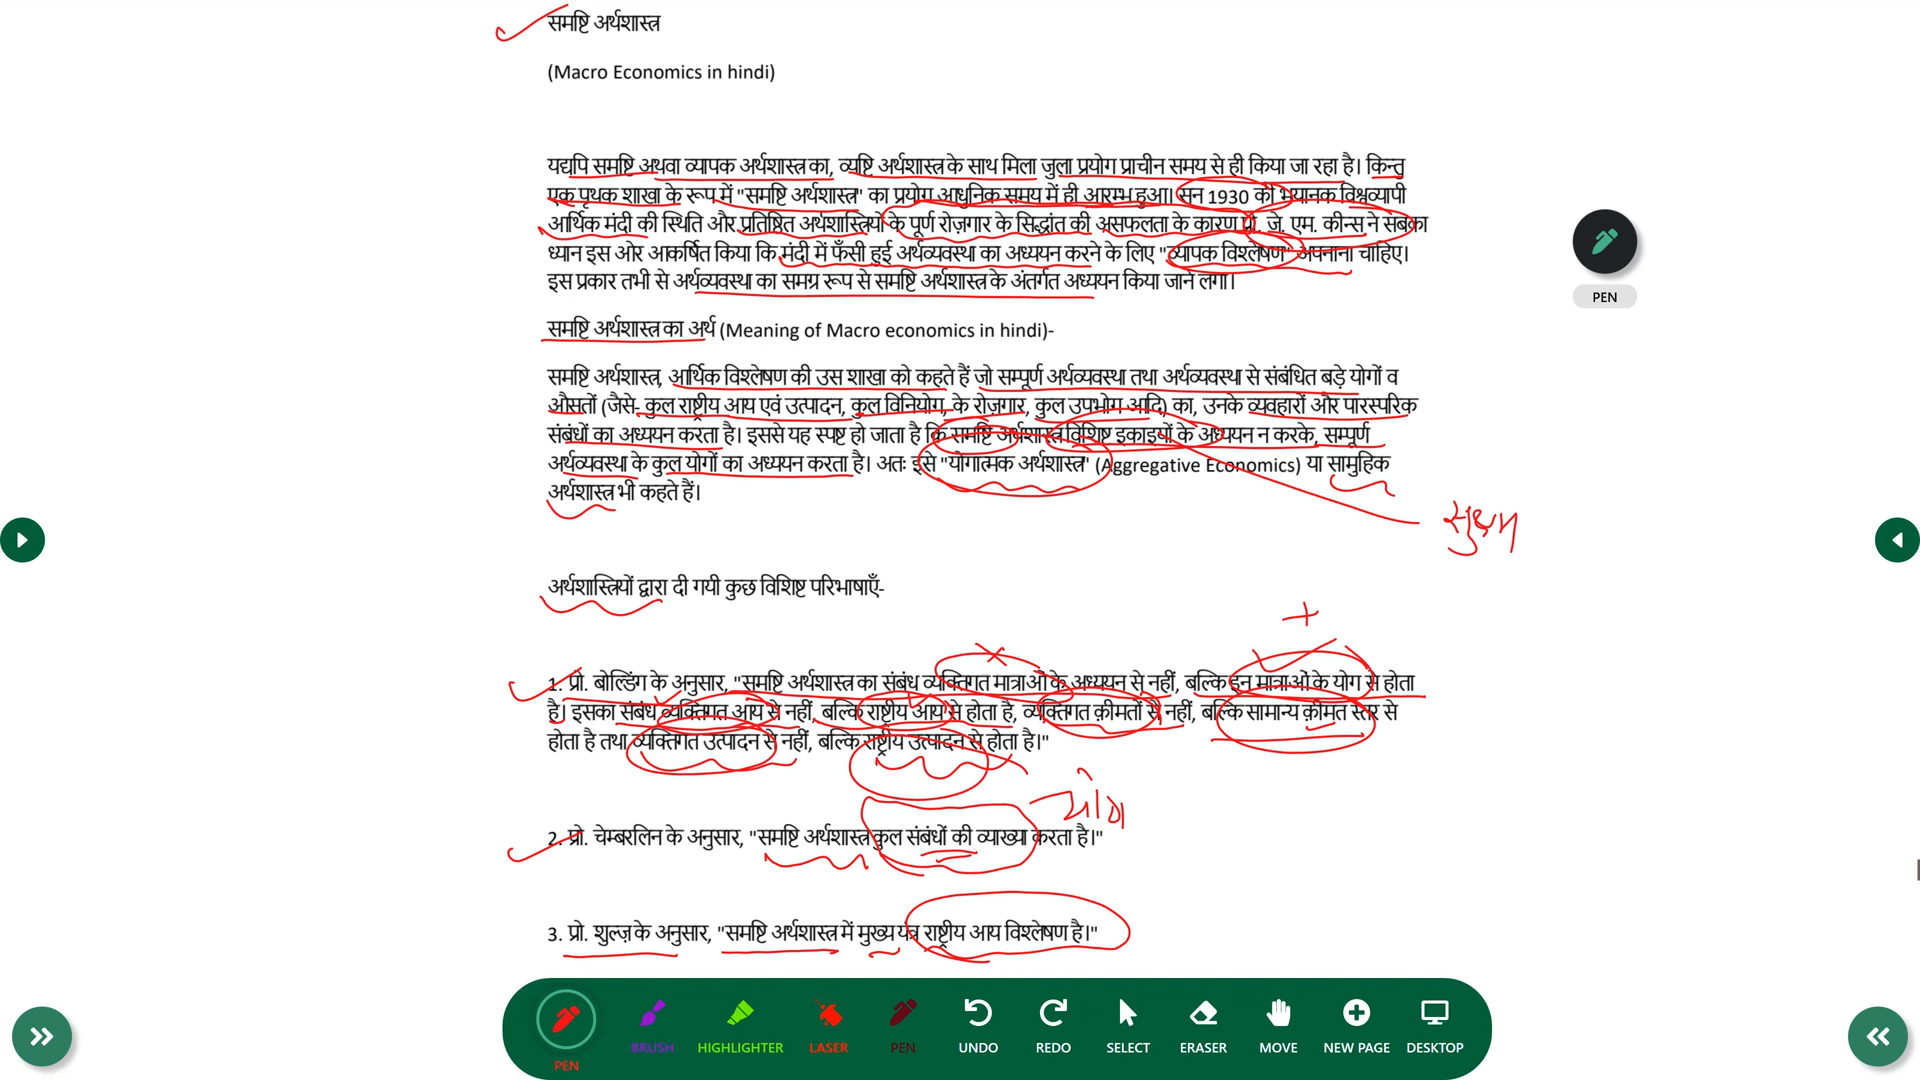 समष्टि अर्थशास्त्र
(Macro Economics in hindi)
यद्यपि समष्टि अथवा व्यापक अर्थशास्त्र का, व्यष्टि अर्थशास्त्र के साथ मिला जुला प्रयोग प्राचीन समय से ही किया जा रहा है। किन्तु
एक पृथक शाखा के रूप में "समष्टि अर्थशास्त्र" का प्रयोग आधुनिक समय में ही आरम्भ हुआ। सन 1930 की भयानक विश्वव्यापी
आर्थिक मंदी की स्थिति और प्रतिष्ठित अर्थशास्त्रियों के पूर्ण रोज़गार के सिद्धांत की असफलता के कारण प्रो. जे. एम. कीन्स ने सबका
ध्यान इस ओर आकर्षित किया कि मंदी में फँसी हुई अर्थव्यवस्था का अध्ययन करने के लिए "व्यापक विश्लेषण" अपनाना चाहिए।
इस प्रकार तभी से अर्थव्यवस्था का समग्र रूप से समष्टि अर्थशास्त्र के अंतर्गत अध्ययन किया जाने लगा।
समष्टि अर्थशास्त्र का अर्थ (Meaning of Macro economics in hindi)-
समष्टि अर्थशास्त्र, आर्थिक विश्लेषण की उस शाखा को कहते हैं जो सम्पूर्ण अर्थव्यवस्था तथा अर्थव्यवस्था से संबंधित बड़े योगों व
औसतों (जैसे- कुल राष्ट्रीय आय एवं उत्पादन, कुल विनियोग, के रोज़गार, कुल उपभोग आदि) का, उनके व्यवहारों और पारस्परिक
संबंधों का अध्ययन करता है। इससे यह स्पष्ट हो जाता है कि समष्टि अर्थशास्त्र विशिष्ट इकाइयों के अध्ययन न करके, सम्पूर्ण
अर्थव्यवस्था के कुल योगों का अध्ययन करता है। अतः इसे "योगात्मक अर्थशास्त्र" (Aggregative Economics) या सामुहिक
अर्थशास्त्र भी कहते हैं।
सुक्ष्म
अर्थशास्त्रियों द्वारा दी गयी कुछ विशिष्ट परिभाषाएँ-
+
1. प्रो. बोल्डिंग के अनुसार, "समष्टि अर्थशास्त्र का संबंध व्यक्तिगत मात्राओं के अध्ययन से नहीं, बल्कि इन मात्राओं के योग से होता
है। इसका संबंध व्यक्तिगत आय से नहीं, बल्कि राष्ट्रीय आय से होता है, व्यक्तिगत क़ीमतों से नहीं, बल्कि सामान्य क़ीमत स्तर से
होता है तथा व्यक्तिगत उत्पादन से नहीं, बल्कि राष्ट्रीय उत्पादन से होता है।"
योग
2. प्रो. चेम्बरलिन के अनुसार, "समष्टि अर्थशास्त्र कुल संबंधों की व्याख्या करता है।"
3. प्रो. शुल्ज़ के अनुसार, "समष्टि अर्थशास्त्र में मुख्य यंत्र राष्ट्रीय आय विश्लेषण है।"
PEN
PEN BRUSH HIGHLIGHTER LASER PEN UNDO REDO SELECT ERASER MOVE NEW PAGE DESKTOP